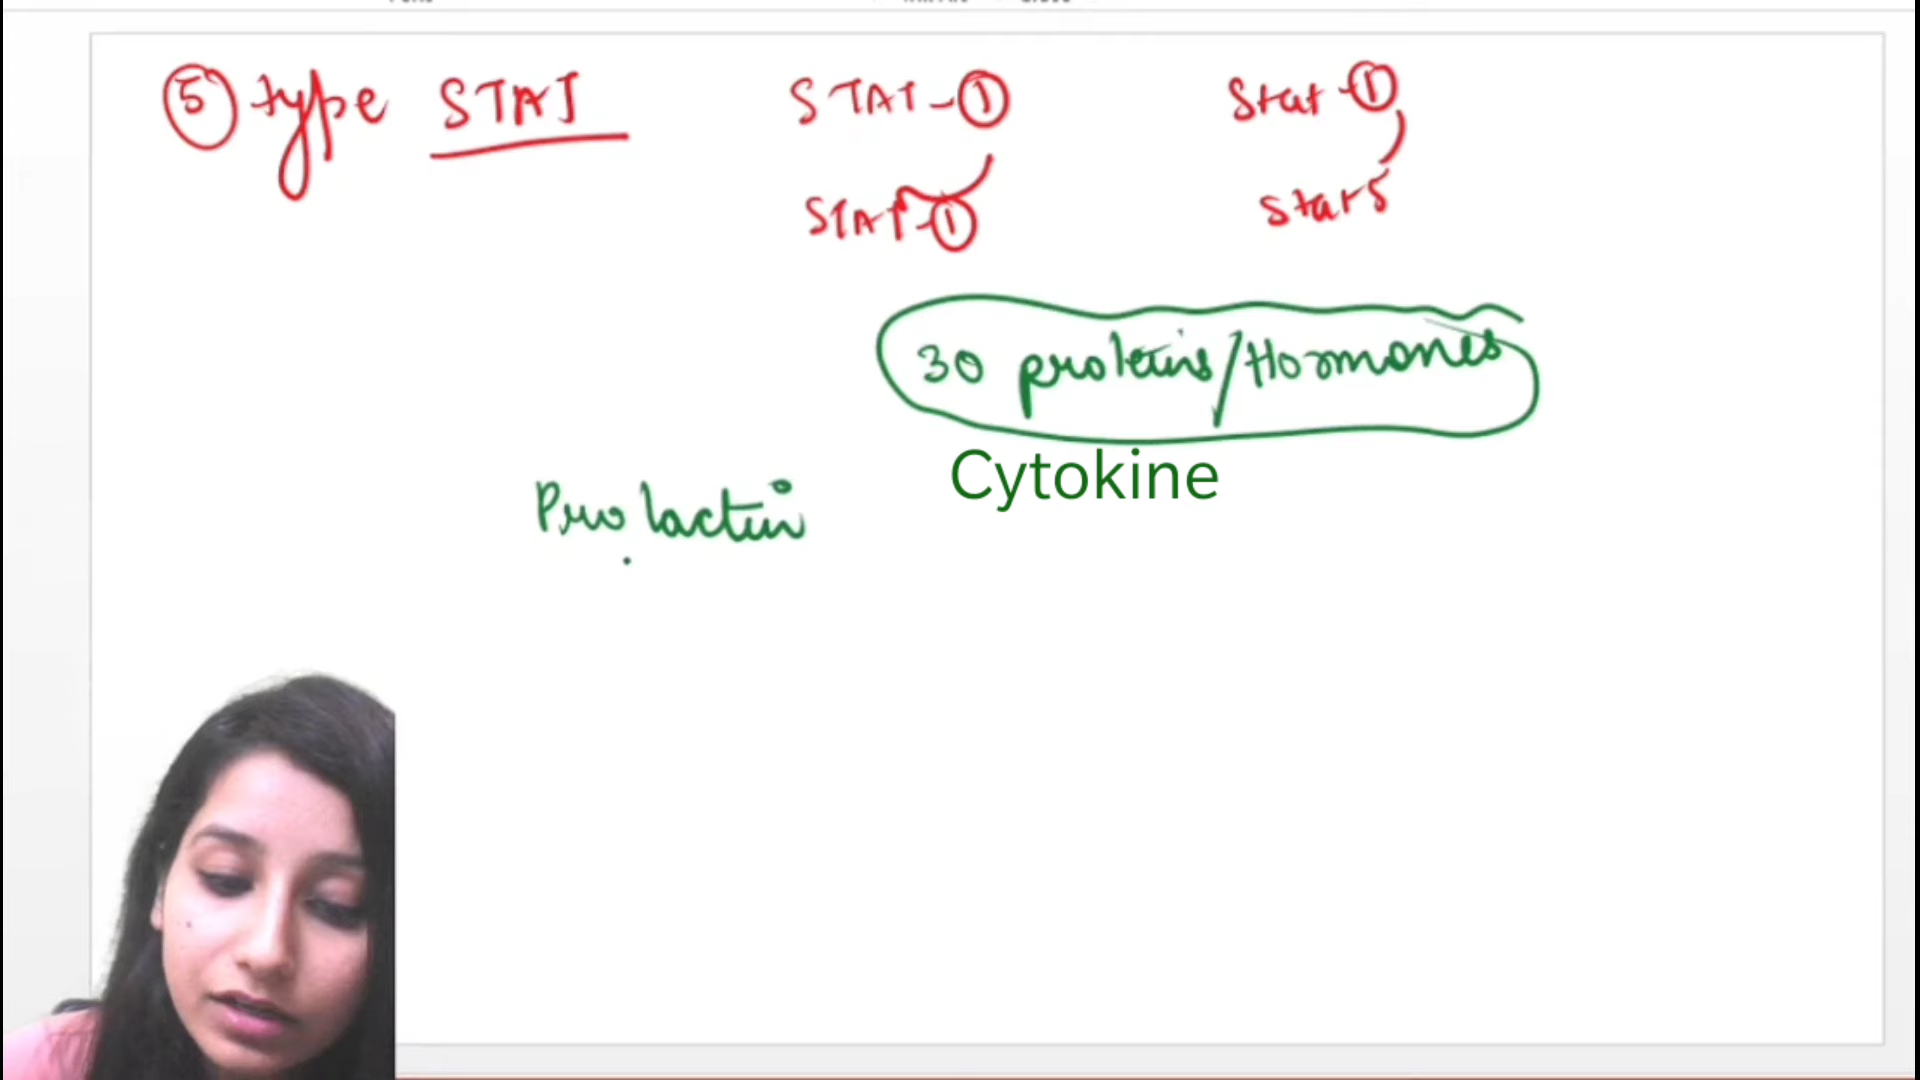 5 type STAT STAT-1 Stat-1
STAT-1 Stat5
30 proteins/Hormones
Cytokine
Prolactin